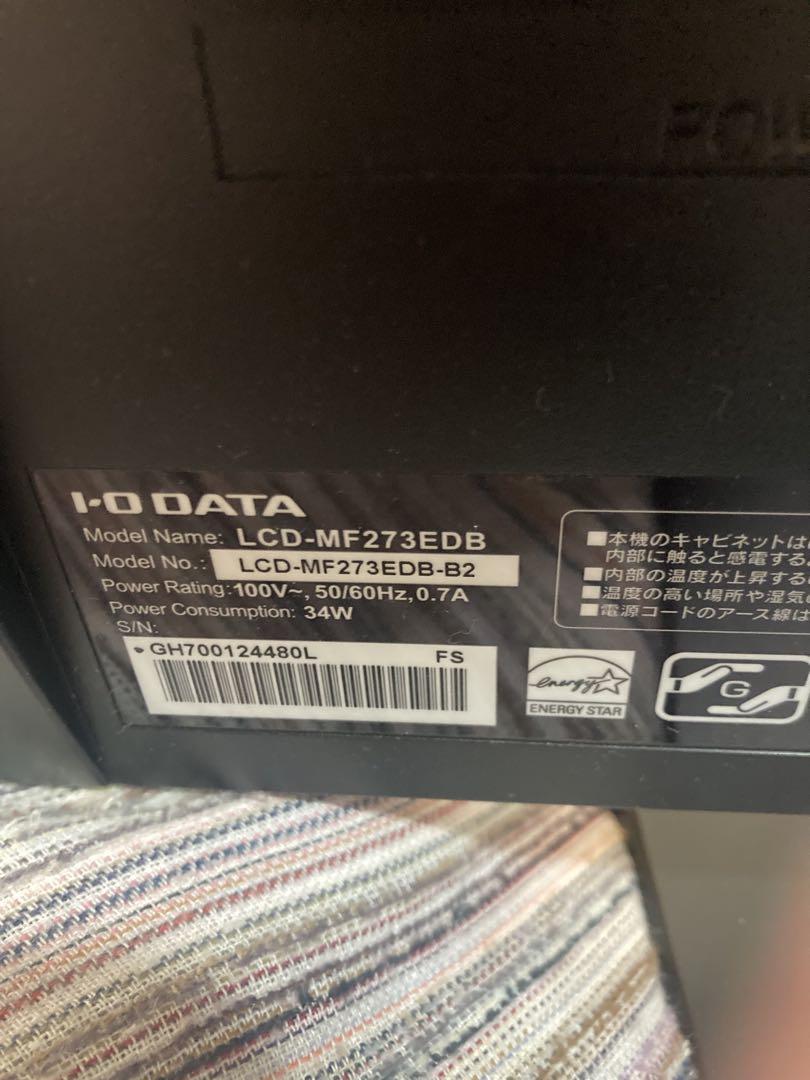 I-O DATA
Model Name: LCD-MF273EDB
Model No.: LCD-MF273EDB-B2
Power Rating:100V~, 50/60Hz, 0.7A
Power Consumption: 34W
S/N:
GH700124480L FS
■本機のキャビネットは
内部に触ると感電する
■内部の温度が上昇する
■温度の高い場所や湿気
■電源コードのアース線は
energy
ENERGY STAR
G